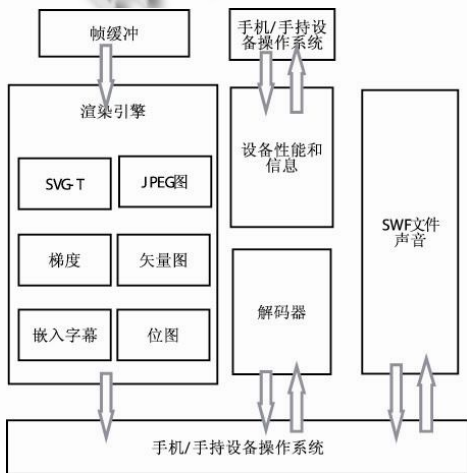 帧缓冲
手机/手持设
备操作系统
渲染引擎
SVG-T
JPEG图
梯度
矢量图
嵌入字幕
位图
设备性能和
信息
解码器
SWF文件
声音
手机/手持设备操作系统